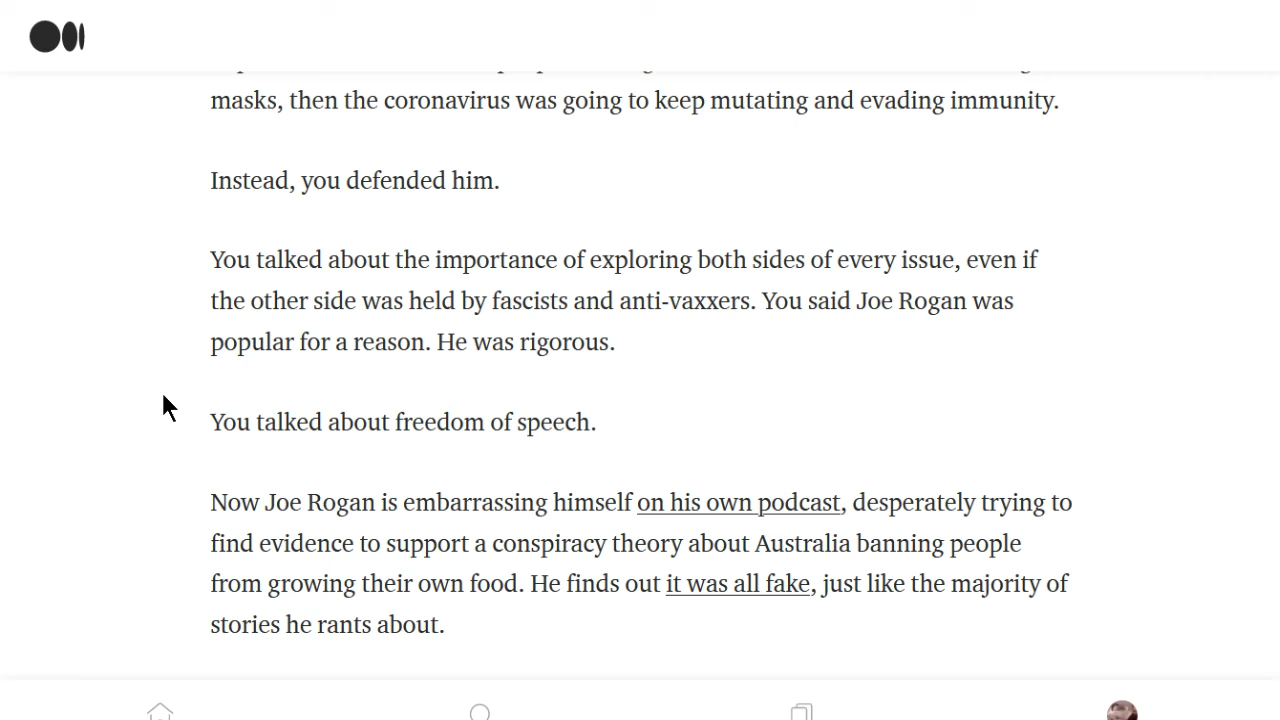 masks, then the coronavirus was going to keep mutating and evading immunity.
Instead, you defended him.
You talked about the importance of exploring both sides of every issue, even if
the other side was held by fascists and anti-vaxxers. You said Joe Rogan was
popular for a reason. He was rigorous.
You talked about freedom of speech.
Now Joe Rogan is embarrassing himself on his own podcast, desperately trying to
find evidence to support a conspiracy theory about Australia banning people
from growing their own food. He finds out it was all fake, just like the majority of
stories he rants about.